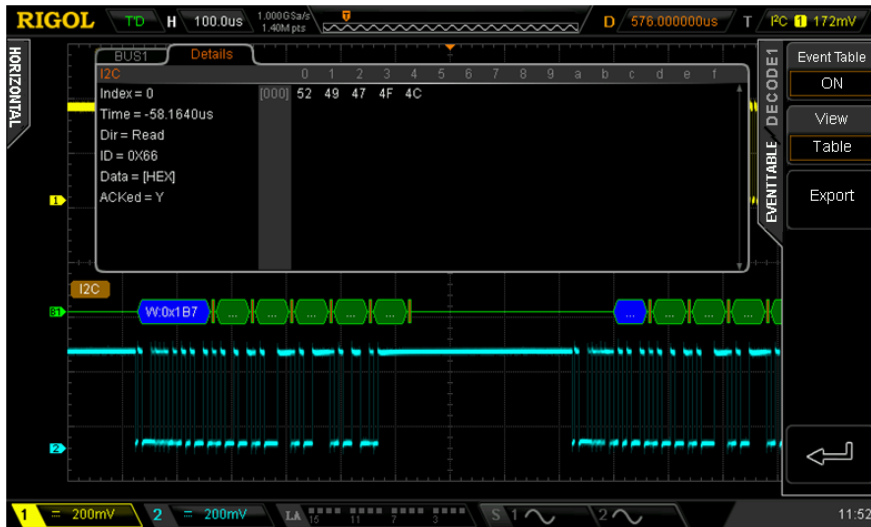 RIGOL T'D H 100.0us 1.000GSa/s 1.40Mpts D 576.000000us T I²C 1 172mV
HORIZONTAL
BUS1 Details
I2C 0 1 2 3 4 5 6 7 8 9 a b c d e f
Index = 0 [000] 52 49 47 4F 4C
Time = -58.1640us
Dir = Read
ID = 0X66
Data = [HEX]
ACKed = Y
EVENTTABLE DECODE1
Event Table
ON
View
Table
Export
1
I2C
B1 W:0x1B7 ... ... ... ... ... ... ... ... ...
2
1 = 200mV 2 = 200mV LA 15 11 7 3 S 1 2 11:52